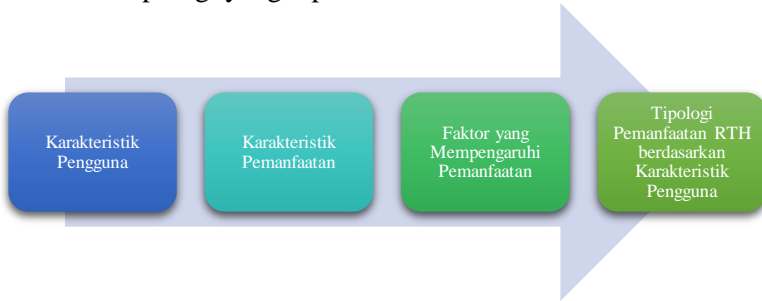 Karakteristik
Pengguna
Karakteristik
Pemanfaatan
Faktor yang
Mempengaruhi
Pemanfaatan
Tipologi
Pemanfaatan RTH
berdasarkan
Karakteristik
Pengguna